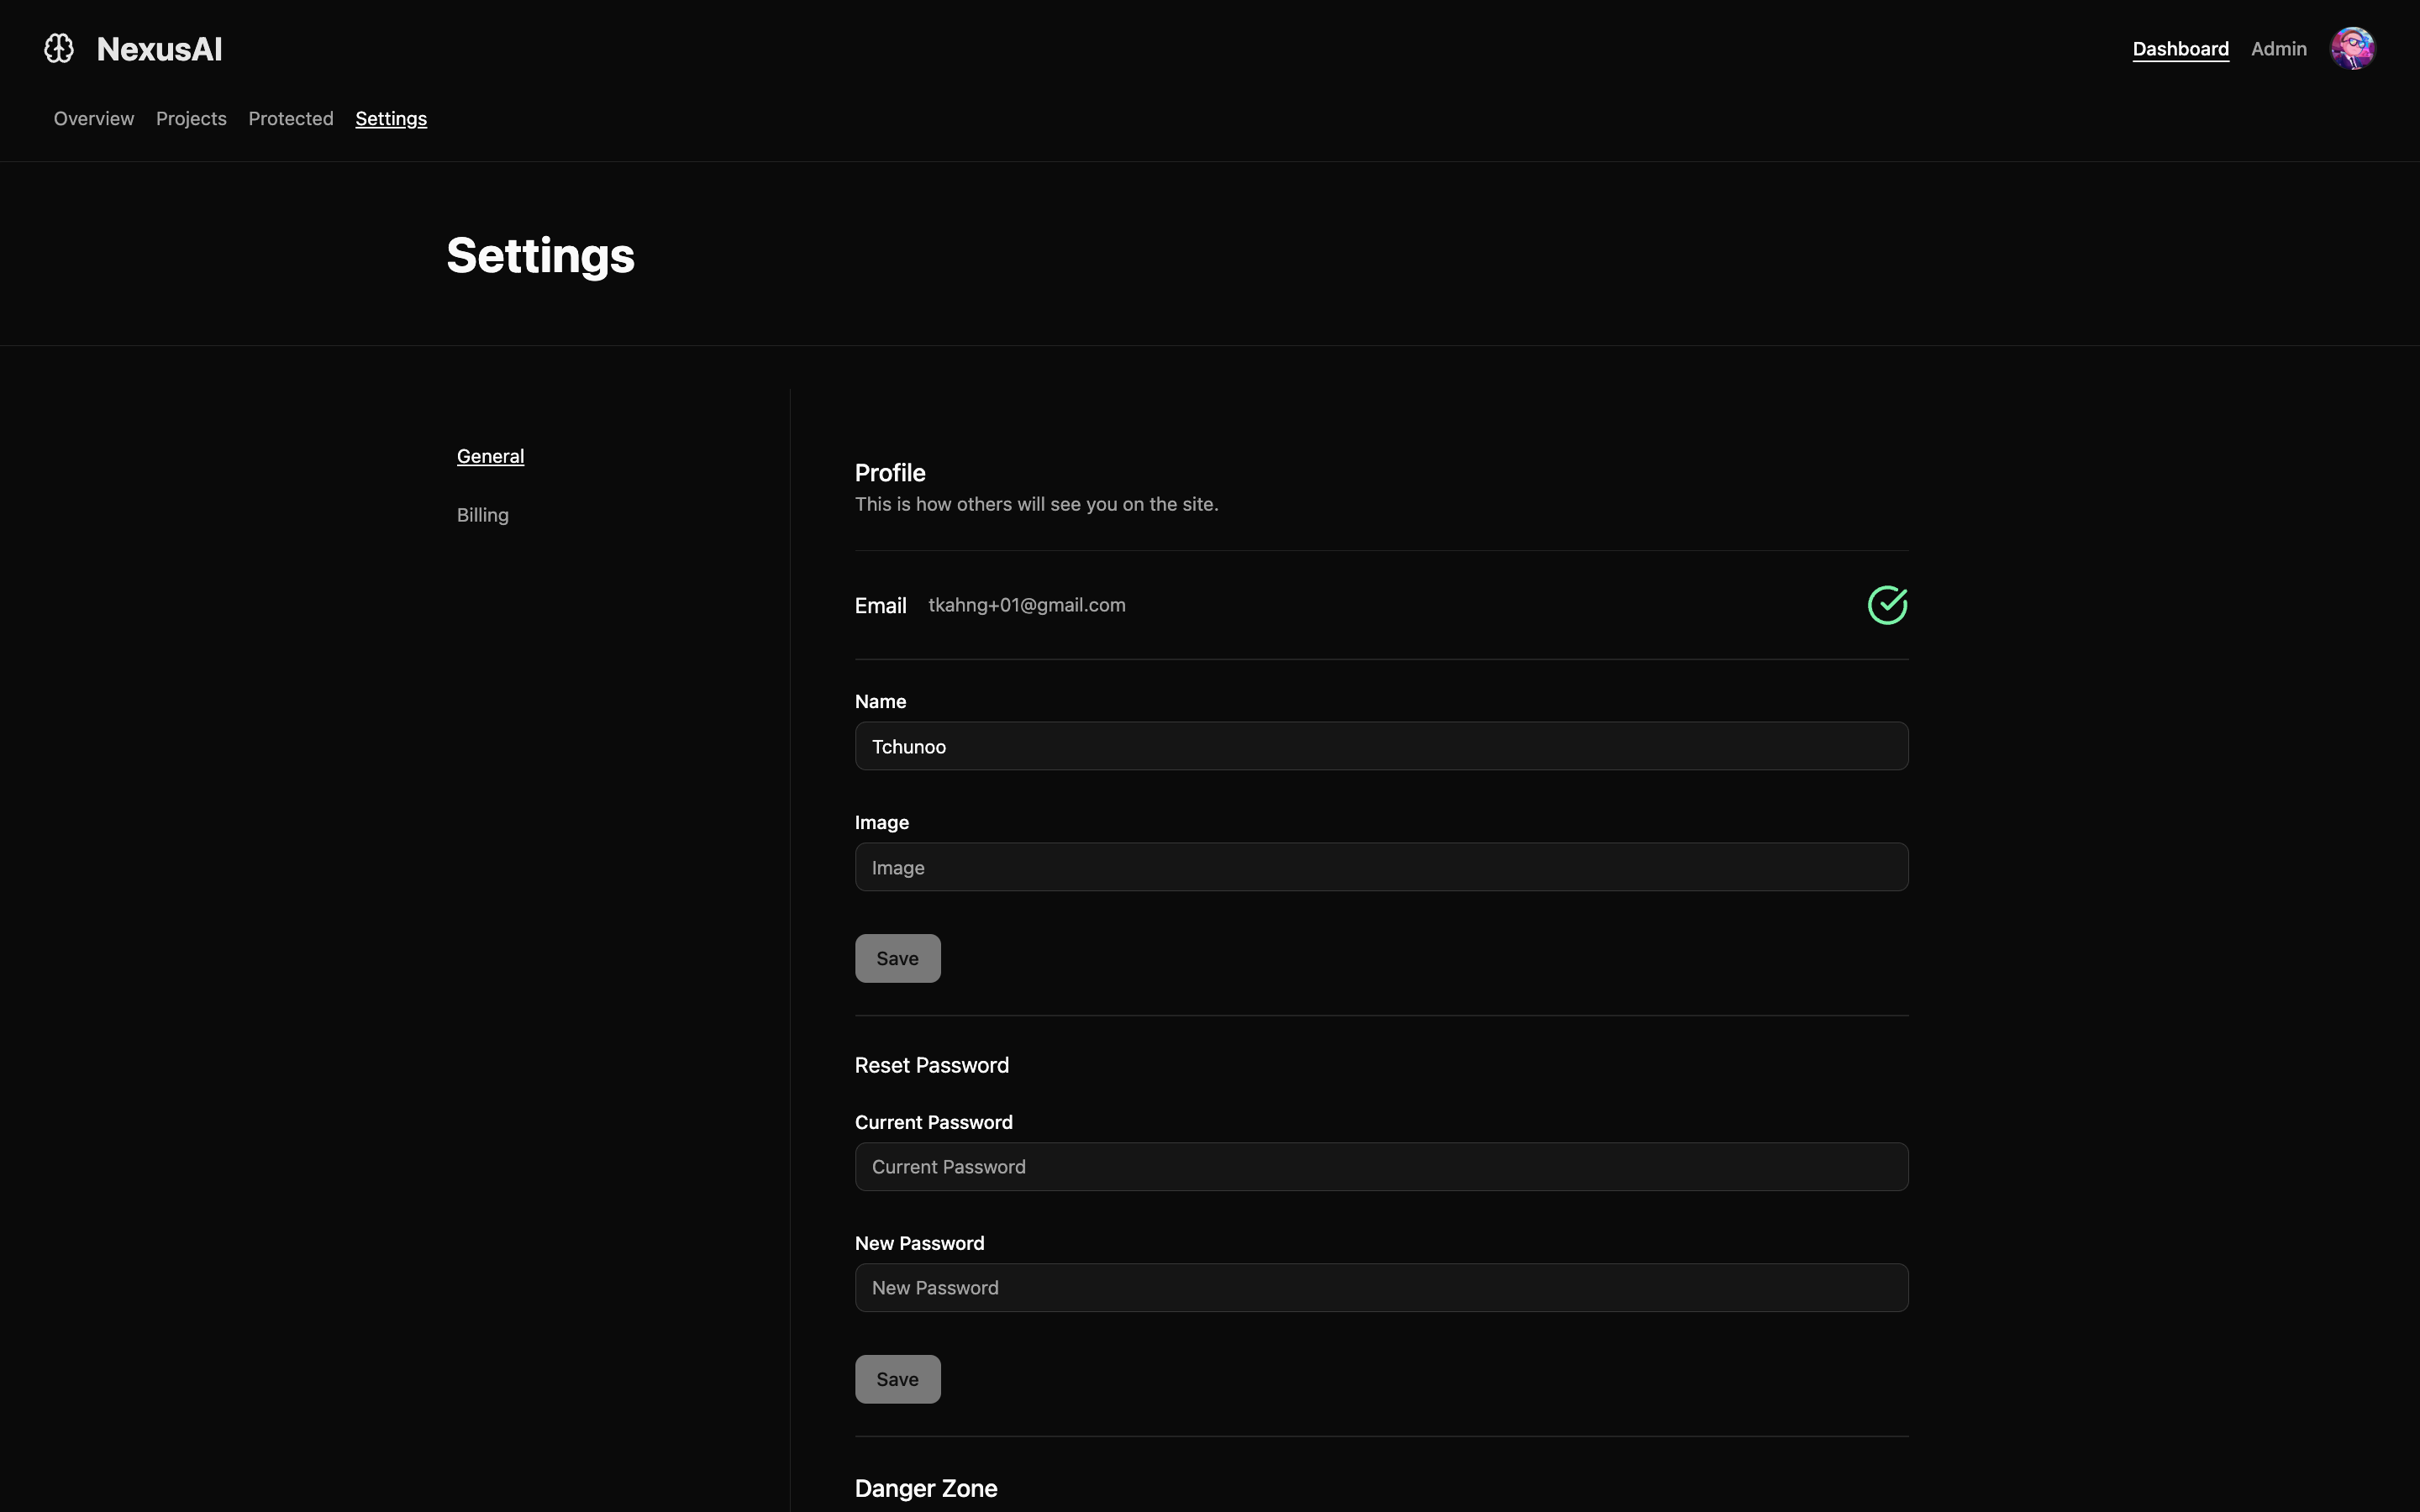 NexusAI
Dashboard Admin
Overview Projects Protected Settings
Settings
General
Billing
Profile
This is how others will see you on the site.
Email tkahng+01@gmail.com
Name
Tchunoo
Image
Image
Save
Reset Password
Current Password
Current Password
New Password
New Password
Save
Danger Zone